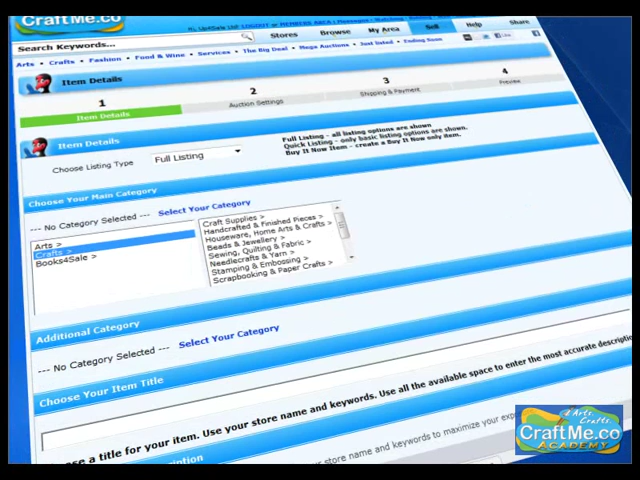 CraftMe.co
LOGOUT or MEMBERS AREA
Search Keywords...
Stores Browse My Area Sell Help Share
Arts • Crafts • Fashion • Food & Wine • Services • The Big Deal • Mega Auctions • Just listed • Ending Soon
Item Details
1 2 3 4
Item Details Auction Settings Shipping & Payment Preview
Item Details
Choose Listing Type Full Listing
Full Listing - all listing options are shown
Quick Listing - only basic listing options are shown.
Buy It Now Item - create a Buy It Now only item.
Choose Your Main Category
--- No Category Selected --- Select Your Category
Arts >
Crafts >
Books4Sale >
Craft Supplies >
Handcrafted & Finished Pieces >
Houseware, Home Arts & Crafts >
Beads & Jewellery >
Sewing, Quilting & Fabric >
Needlecrafts & Yarn >
Stamping & Embossing >
Scrapbooking & Paper Crafts >
Additional Category
--- No Category Selected --- Select Your Category
Choose Your Item Title
a title for your item. Use your store name and keywords. Use all the available space to enter the most accurate
store name and keywords to maximize your
Arts Crafts
CraftMe.co
ACADEMY